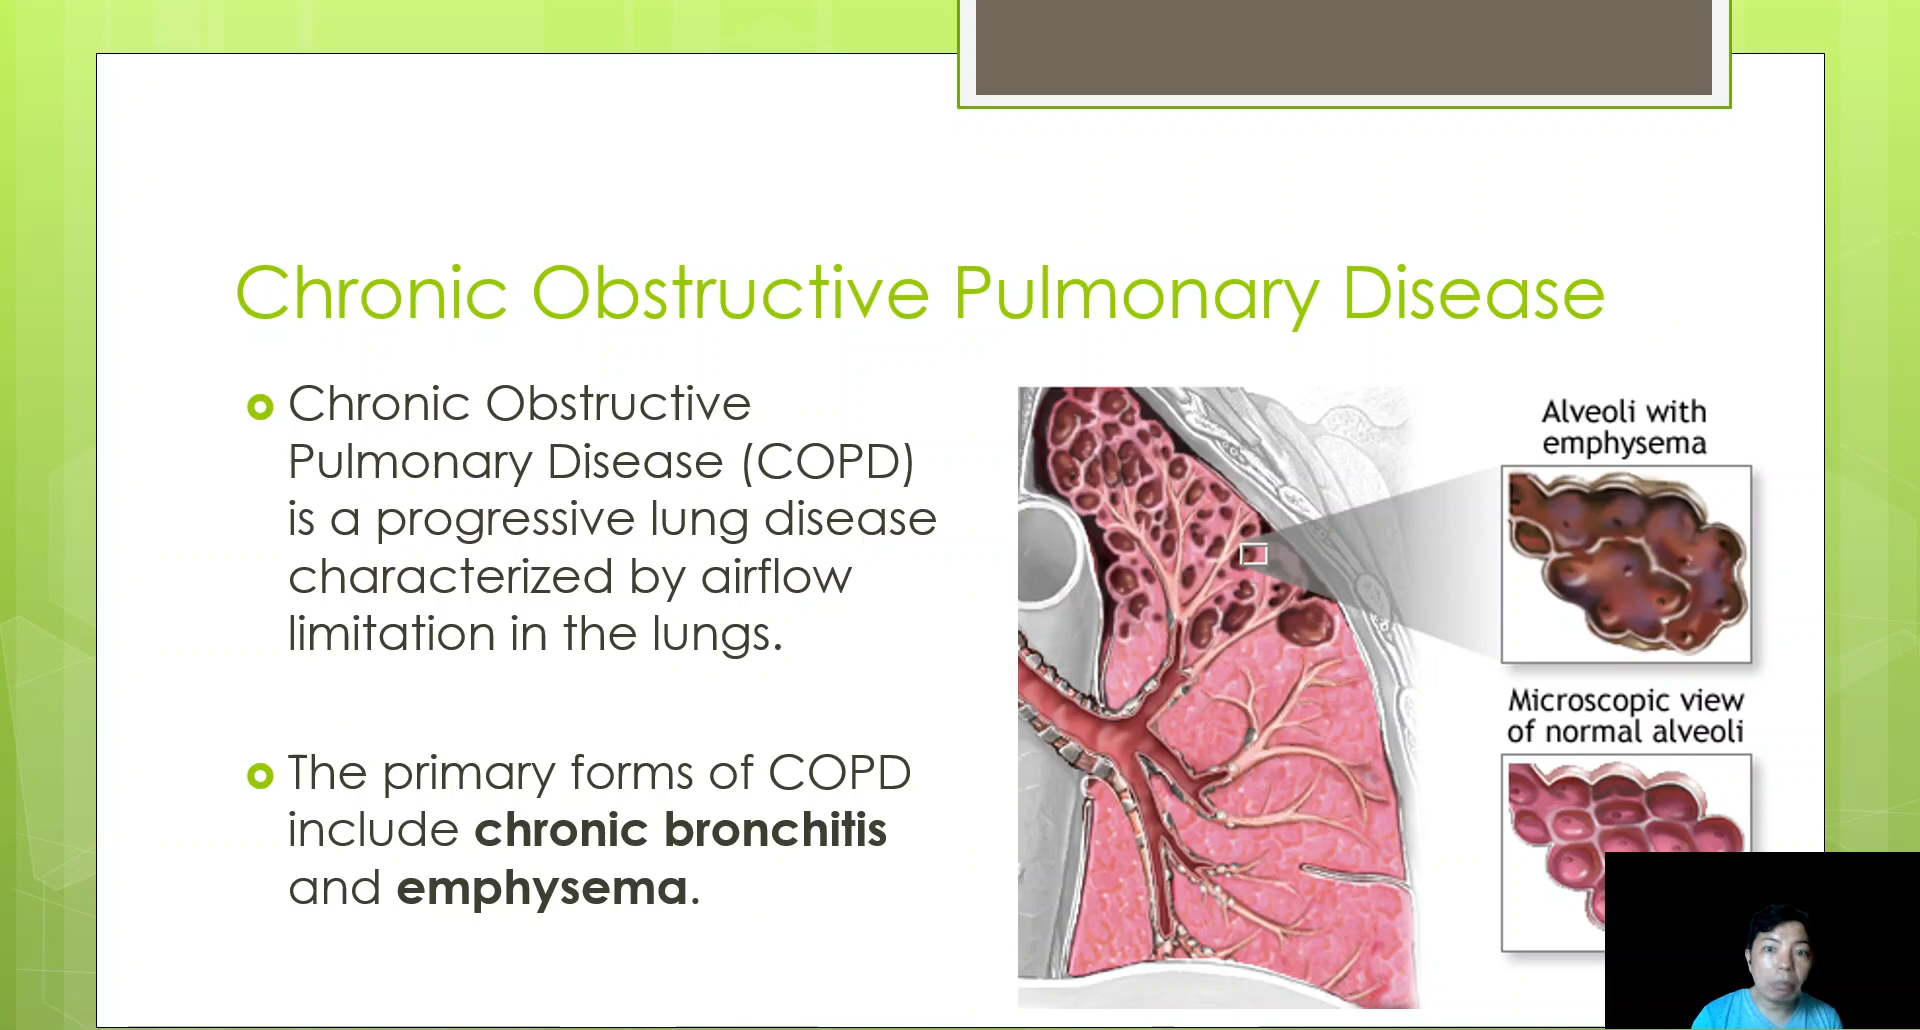 Chronic Obstructive Pulmonary Disease
Chronic Obstructive
Pulmonary Disease (COPD)
is a progressive lung disease
characterized by airflow
limitation in the lungs.
The primary forms of COPD
include chronic bronchitis
and emphysema.
Alveoli with
emphysema
Microscopic view
of normal alveoli